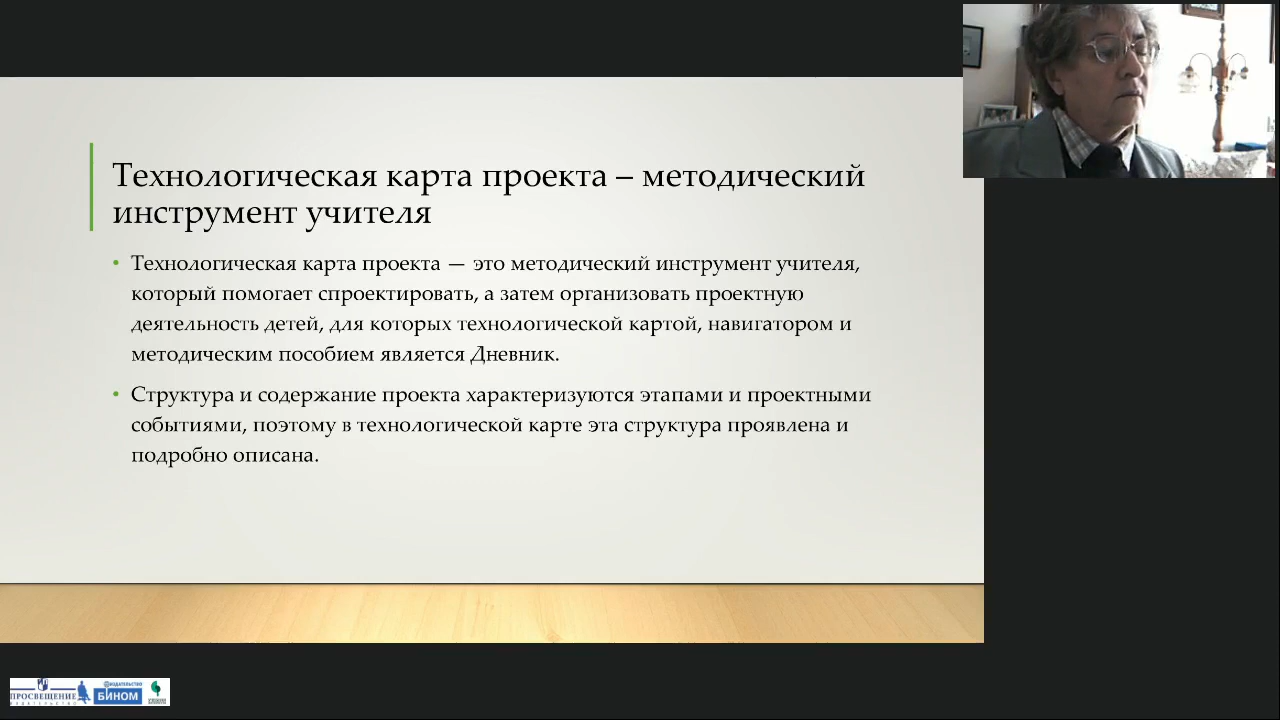 Технологическая карта проекта – методический
инструмент учителя
• Технологическая карта проекта — это методический инструмент учителя,
который помогает спроектировать, а затем организовать проектную
деятельность детей, для которых технологической картой, навигатором и
методическим пособием является Дневник.
• Структура и содержание проекта характеризуются этапами и проектными
событиями, поэтому в технологической карте эта структура проявлена и
подробно описана.
ПРОСВЕЩЕНИЕ
ИЗДАТЕЛЬСТВО
ИЗДАТЕЛЬСТВО
БИНОМ